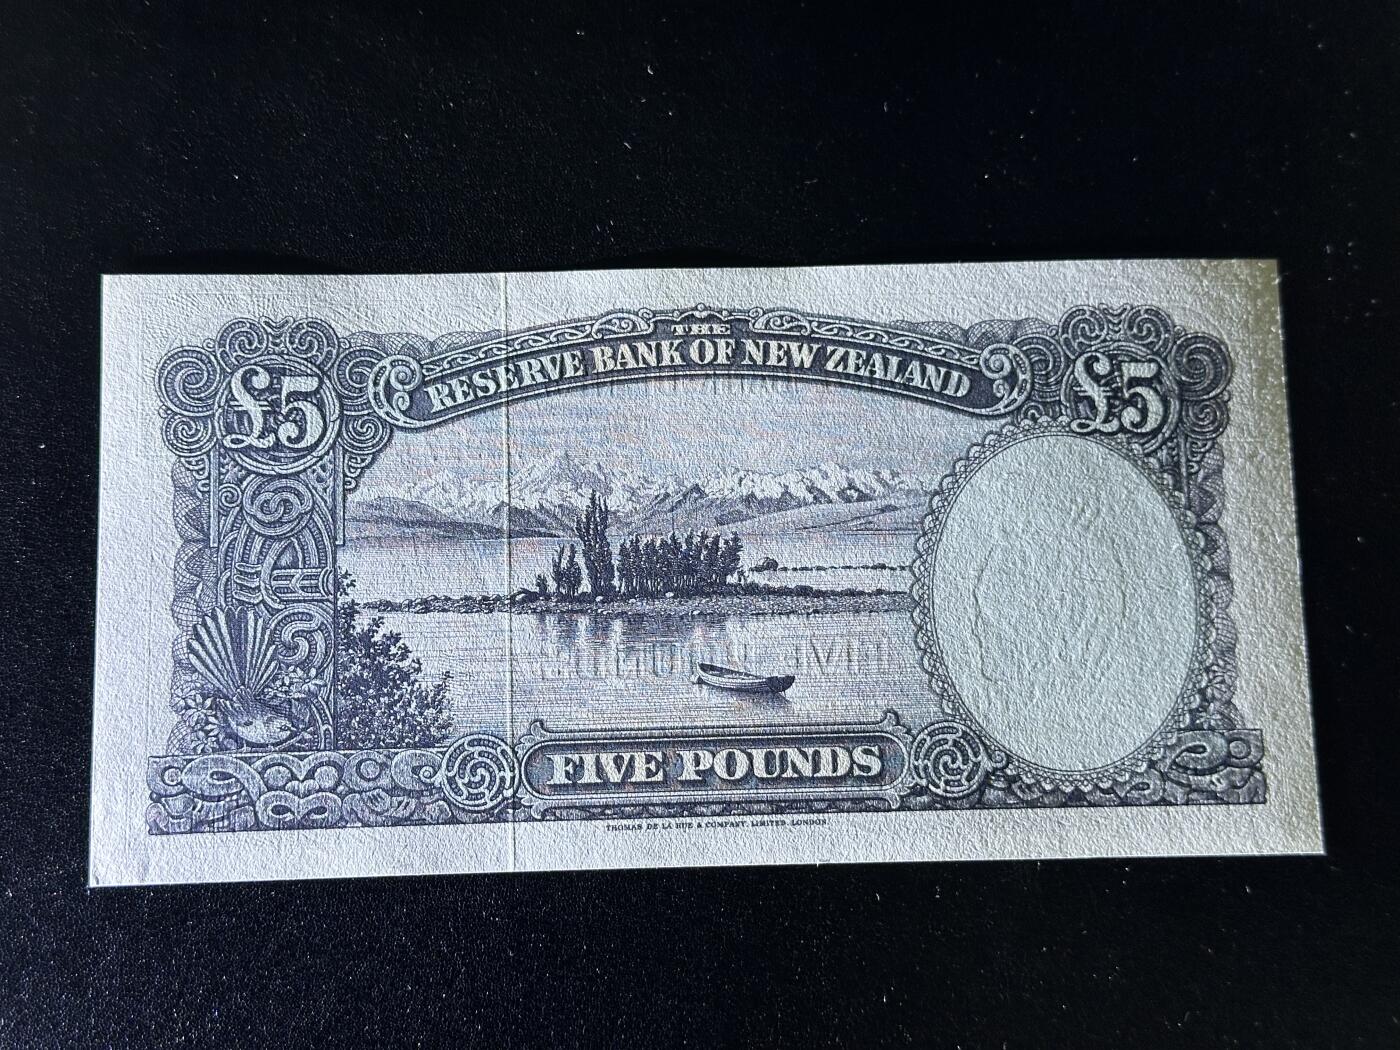 THE
RESERVE BANK OF NEW ZEALAND
£5
£5
FIVE POUNDS
THOMAS DE LA RUE & COMPANY, LIMITED, LONDON